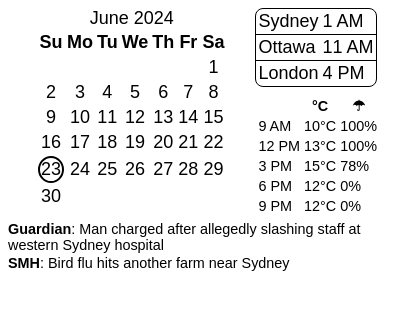 June 2024
Su Mo Tu We Th Fr Sa
1
2 3 4 5 6 7 8
9 10 11 12 13 14 15
16 17 18 19 20 21 22
23 24 25 26 27 28 29
30
Sydney 1 AM
Ottawa 11 AM
London 4 PM
°C ☂
9 AM 10°C 100%
12 PM 13°C 100%
3 PM 15°C 78%
6 PM 12°C 0%
9 PM 12°C 0%
Guardian: Man charged after allegedly slashing staff at
western Sydney hospital
SMH: Bird flu hits another farm near Sydney